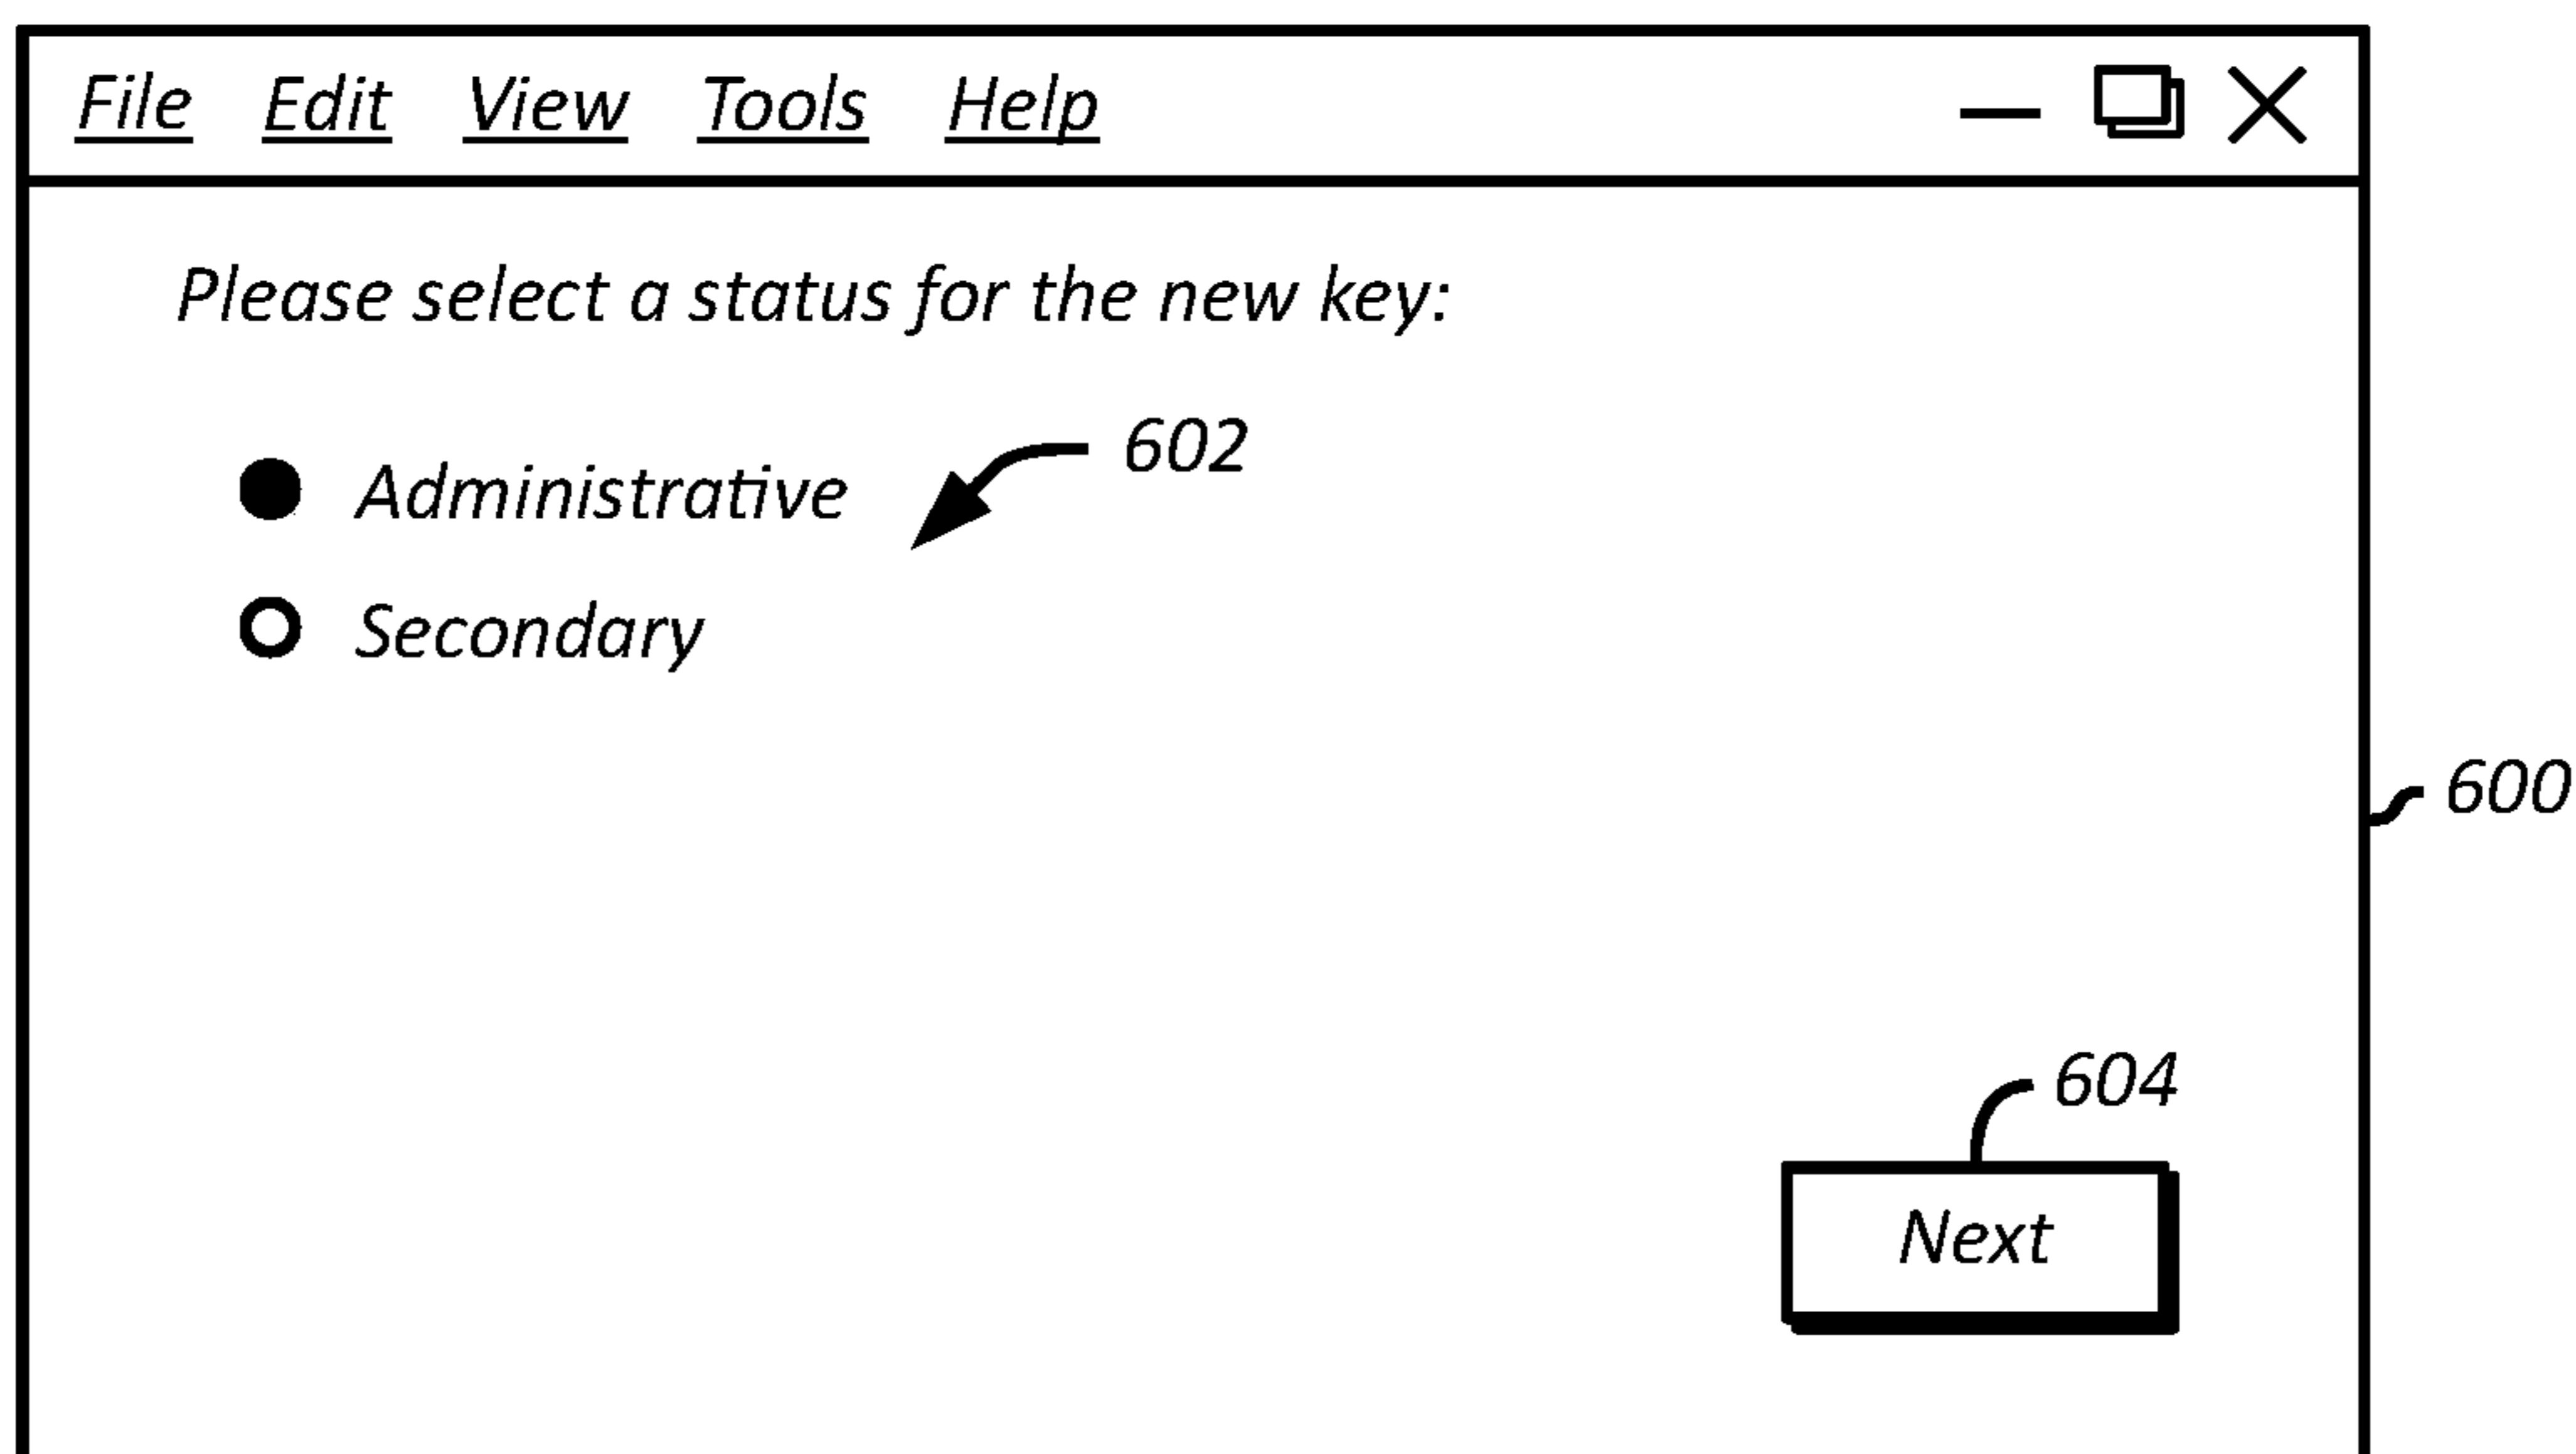 File Edit View Tools Help
Please select a status for the new key:
602
Administrative
Secondary
600
604
Next